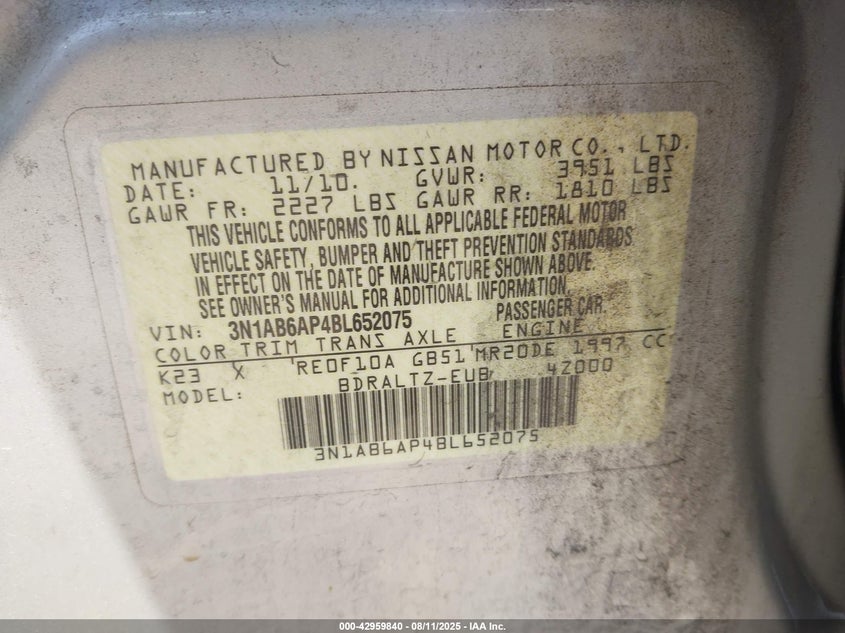 MANUFACTURED BY NISSAN MOTOR CO., LTD.
DATE: 11/10. GVWR: 3951 LBS
GAWR FR: 2227 LBS GAWR RR: 1810 LBS
THIS VEHICLE CONFORMS TO ALL APPLICABLE FEDERAL MOTOR
VEHICLE SAFETY, BUMPER AND THEFT PREVENTION STANDARDS
IN EFFECT ON THE DATE OF MANUFACTURE SHOWN ABOVE.
SEE OWNER'S MANUAL FOR ADDITIONAL INFORMATION.
VIN: 3N1AB6AP4BL652075 PASSENGER CAR
COLOR TRIM TRANS AXLE ENGINE
K23 X RE0F10A GB51 MR20DE 1997 CC
MODEL: BDRALTZ-EUB 4Z000
3N1AB6AP4BL652075
000-42959840 - 08/11/2025 - IAA Inc.